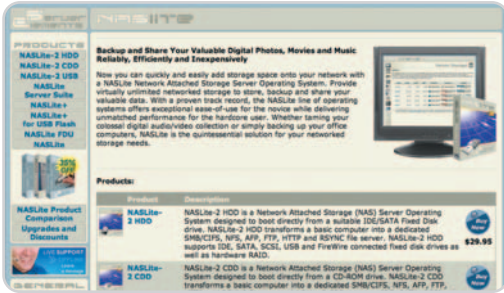 Server Elements
NASLITE
PRODUCTS
NASLite-2 HDD
NASLite-2 CDD
NASLite-2 USB
NASLite
Server Suite
NASLite+
NASLite+
for USB Flash
NASLite FDU
NASLite
20%
OFF
NASLite Product
Comparison
Upgrades and
Discounts
LIVE SUPPORT
GENERAL
Backup and Share Your Valuable Digital Photos, Movies and Music
Reliably, Efficiently and Inexpensively
Now you can quickly and easily add storage space onto your network with
a NASLite Network Attached Storage Server Operating System. Provide
virtually unlimited networked storage to store, backup and share your
valuable data. With a proven track record, the NASLite line of operating
systems offers exceptional ease-of-use for the novice while delivering
unmatched performance for the hardcore user. Whether taming your
colossal digital audio/video collection or simply backing up your office
computers, NASLite is the quintessential solution for your networked
storage needs.
Products:
Product Description
NASLite-
2 HDD
NASLite-2 HDD is a Network Attached Storage (NAS) Server Operating
System designed to boot directly from a suitable IDE/SATA Fixed Disk
drive. NASLite-2 HDD transforms a basic computer into a dedicated
SMB/CIFS, NFS, AFP, FTP, HTTP and RSYNC file server. NASLite-2 HDD
supports IDE, SATA, SCSI, USB and FireWire connected fixed disk drives as
well as hardware RAID.
Buy
Now
$29.95
NASLite-
2 CDD
NASLite-2 CDD is a Network Attached Storage (NAS) Server Operating
System designed to boot directly from a CD-ROM drive. NASLite-2 CDD
transforms a basic computer into a dedicated SMB/CIFS, NFS, AFP, FTP,
Buy